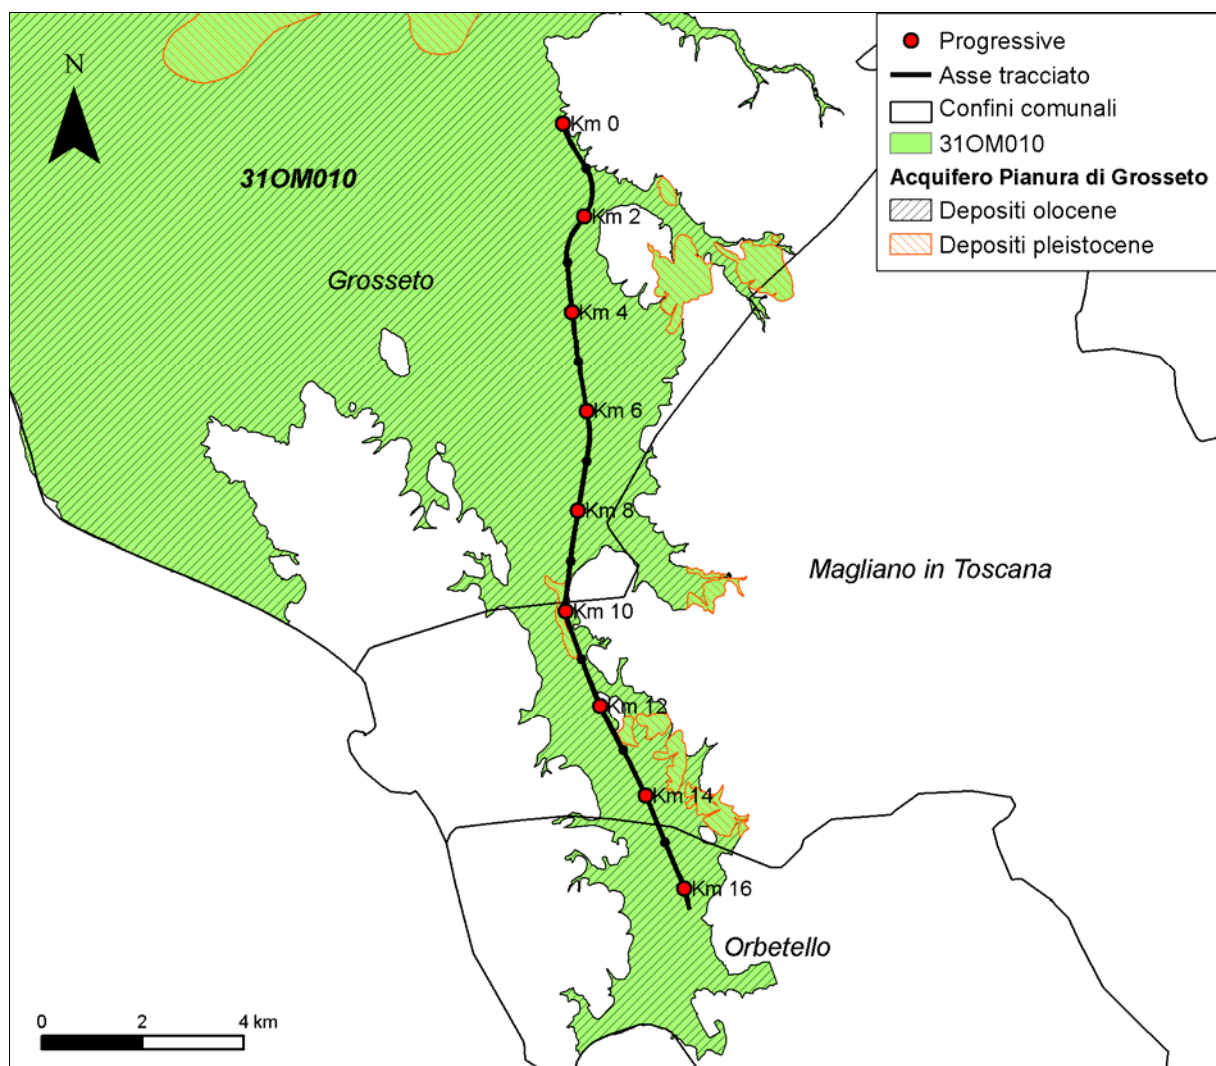 Progressive
Asse tracciato
Confini comunali
31OM010
Acquifero Pianura di Grosseto
Depositi olocene
Depositi pleistocene
N
Km 0
31OM010
Km 2
Grosseto
Km 4
Km 6
Km 8
Magliano in Toscana
Km 10
Km 12
Km 14
Km 16
Orbetello
0 2 4 km